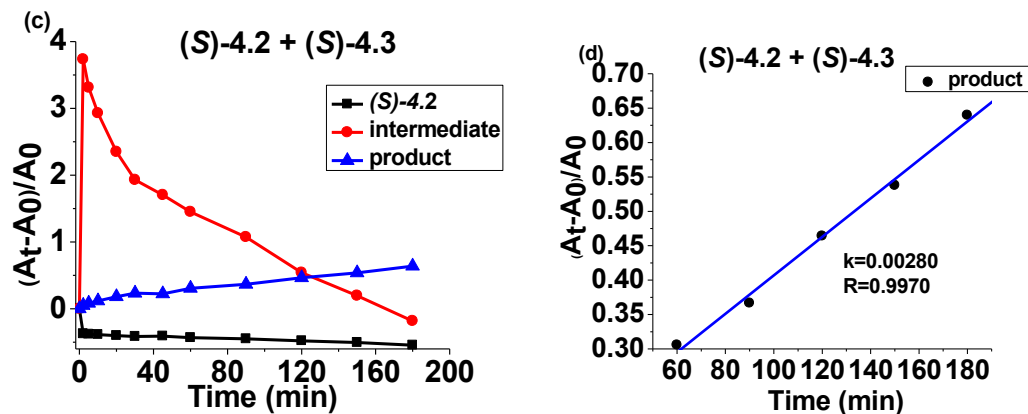 (c)
(S)-4.2 + (S)-4.3
(At-A0)/A0
4
3
2
1
0
(S)-4.2
intermediate
product
0 40 80 120 160 200
Time (min)
(d)
(S)-4.2 + (S)-4.3
product
(At-A0)/A0
0.70
0.65
0.60
0.55
0.50
0.45
0.40
0.35
0.30
k=0.00280
R=0.9970
60 80 100 120 140 160 180
Time (min)